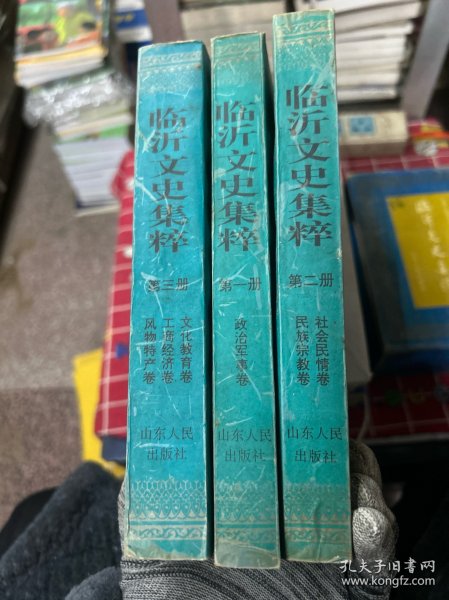 临沂文史集粹
第三册
文化教育卷
工商经济卷
风物特产卷
山东人民
出版社
临沂文史集粹
第一册
政治军事卷
山东人民
出版社
临沂文史集粹
第二册
社会民情卷
民族宗教卷
山东人民
出版社
孔夫子旧书网
www.kongfz.com